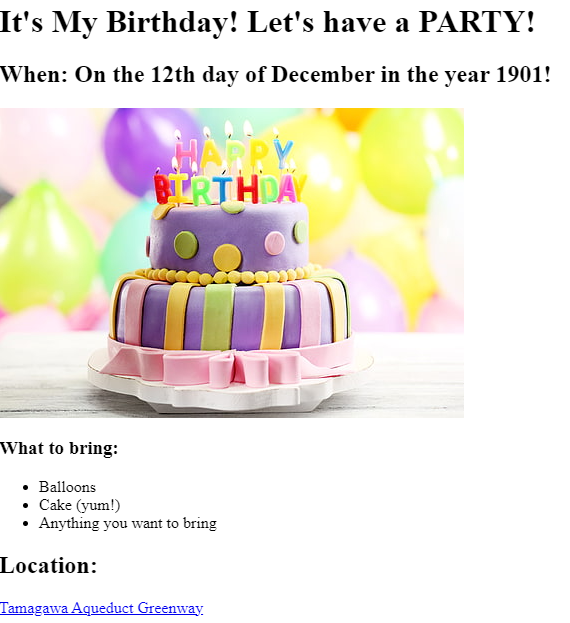 It's My Birthday! Let's have a PARTY!
When: On the 12th day of December in the year 1901!
HAPPY
BIRTHDAY
What to bring:
Balloons
Cake (yum!)
Anything you want to bring
Location:
Tamagawa Aqueduct Greenway